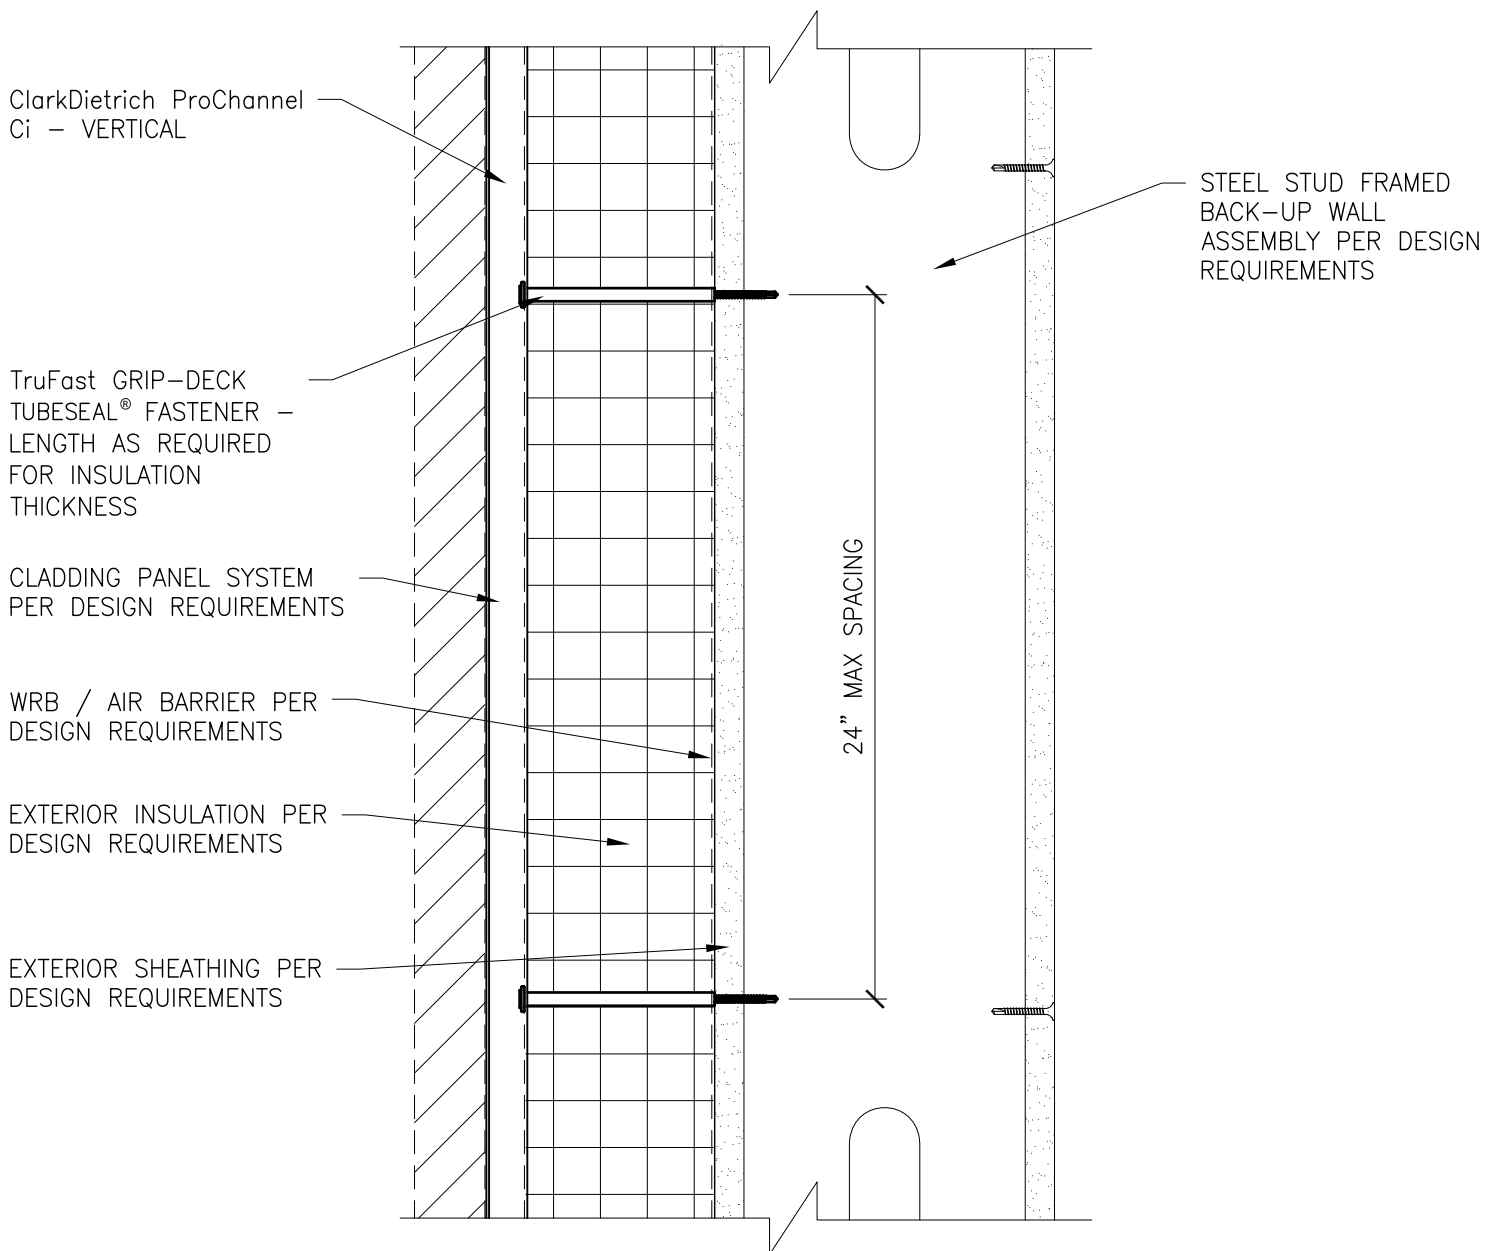 ClarkDietrich ProChannel
Ci – VERTICAL
STEEL STUD FRAMED
BACK–UP WALL
ASSEMBLY PER DESIGN
REQUIREMENTS
TruFast GRIP–DECK
TUBESEAL® FASTENER –
LENGTH AS REQUIRED
FOR INSULATION
THICKNESS
CLADDING PANEL SYSTEM
PER DESIGN REQUIREMENTS
24" MAX SPACING
WRB / AIR BARRIER PER
DESIGN REQUIREMENTS
EXTERIOR INSULATION PER
DESIGN REQUIREMENTS
EXTERIOR SHEATHING PER
DESIGN REQUIREMENTS